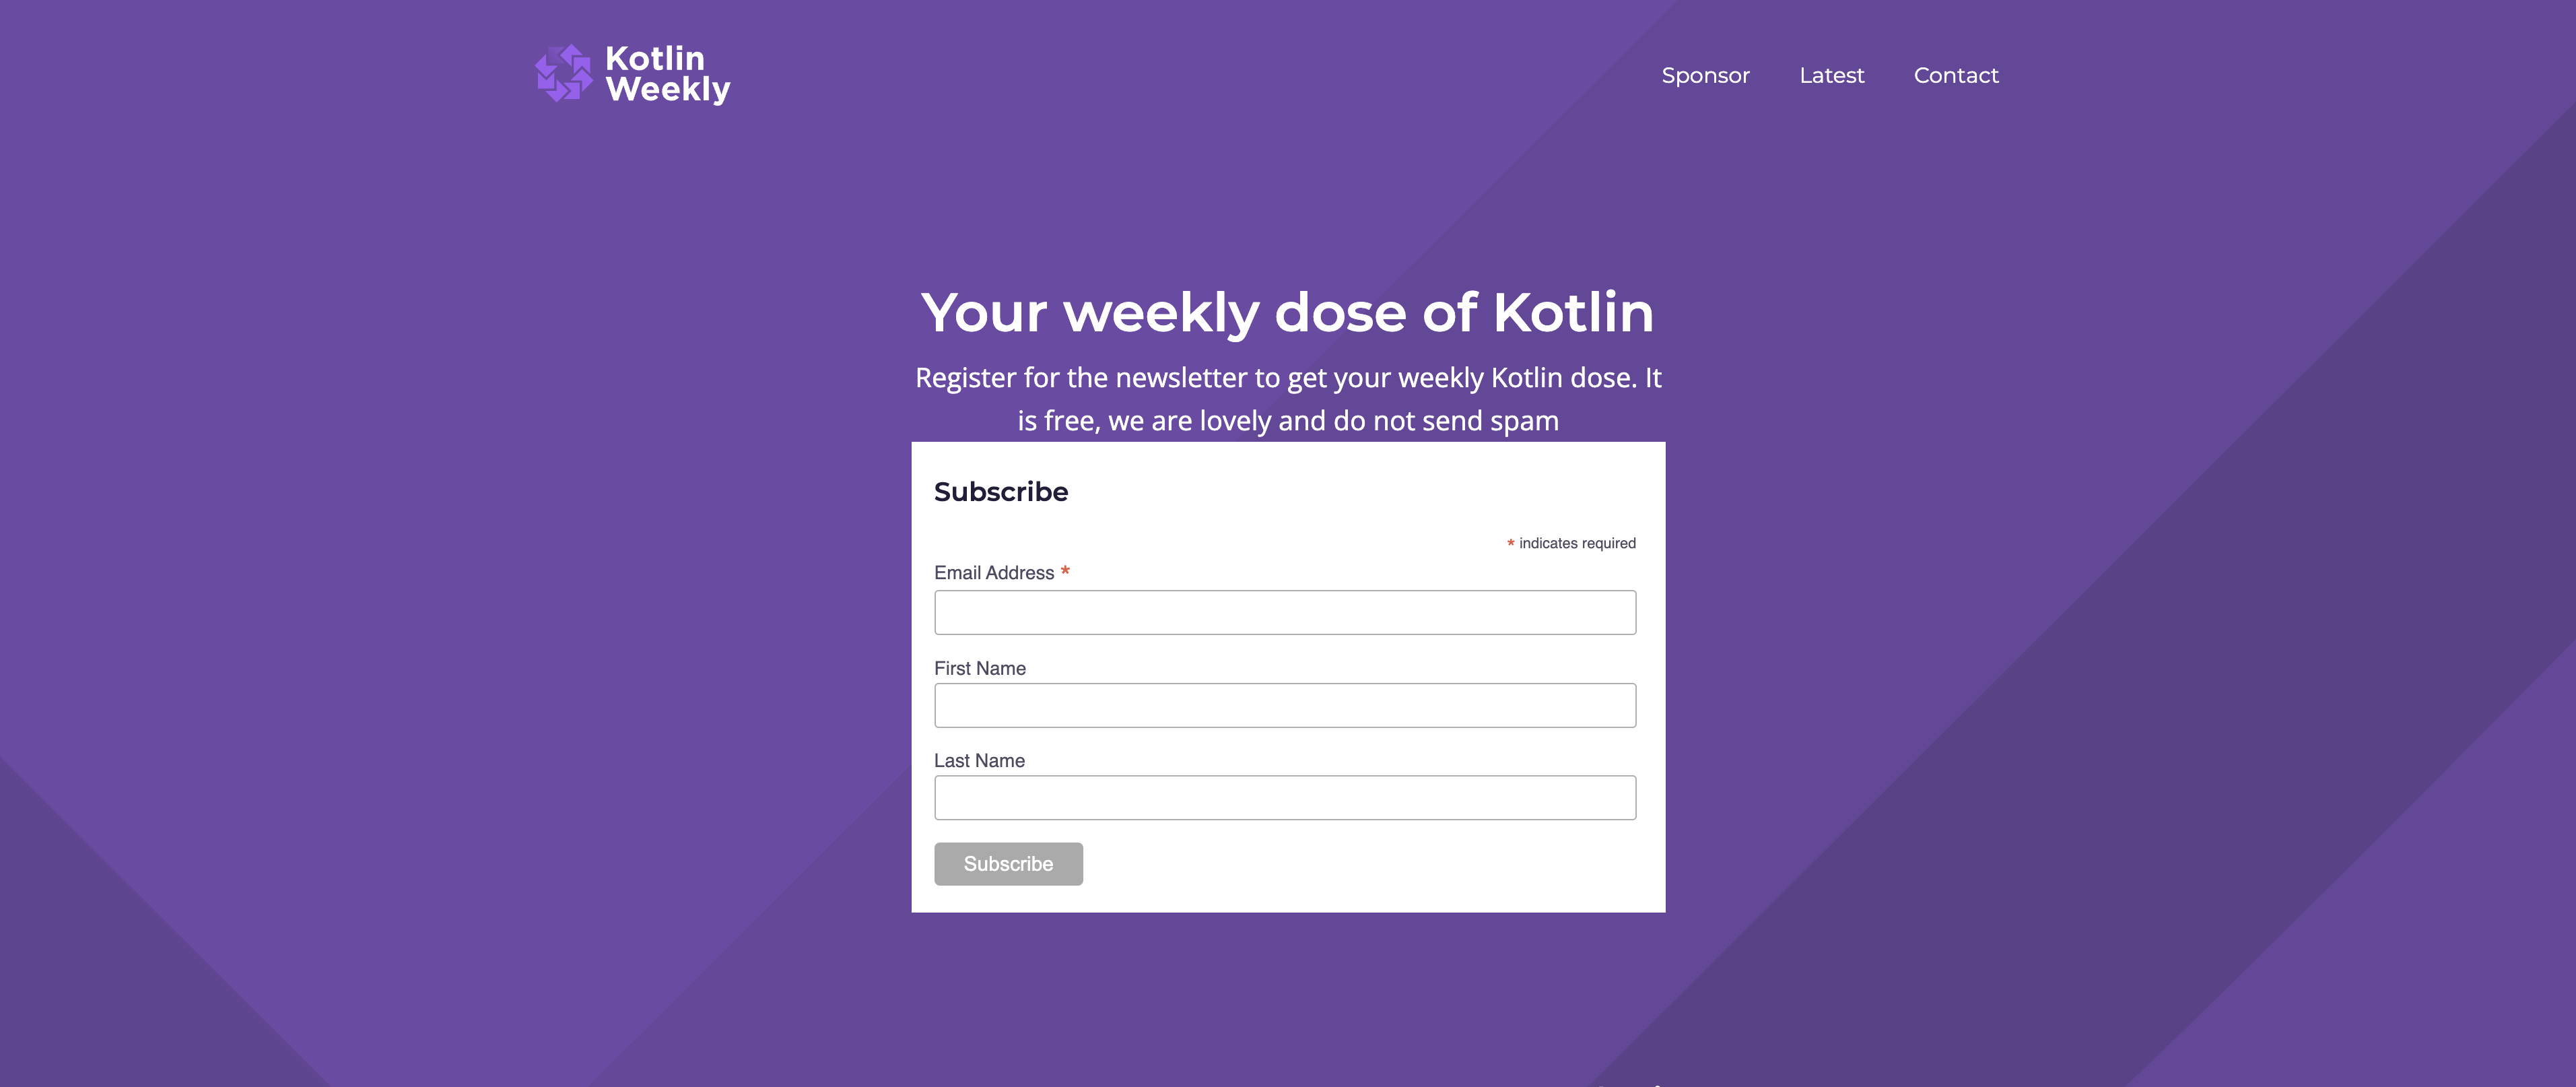 Kotlin
Weekly
Sponsor
Latest
Contact
Your weekly dose of Kotlin
Register for the newsletter to get your weekly Kotlin dose. It
is free, we are lovely and do not send spam
Subscribe
* indicates required
Email Address *
First Name
Last Name
Subscribe